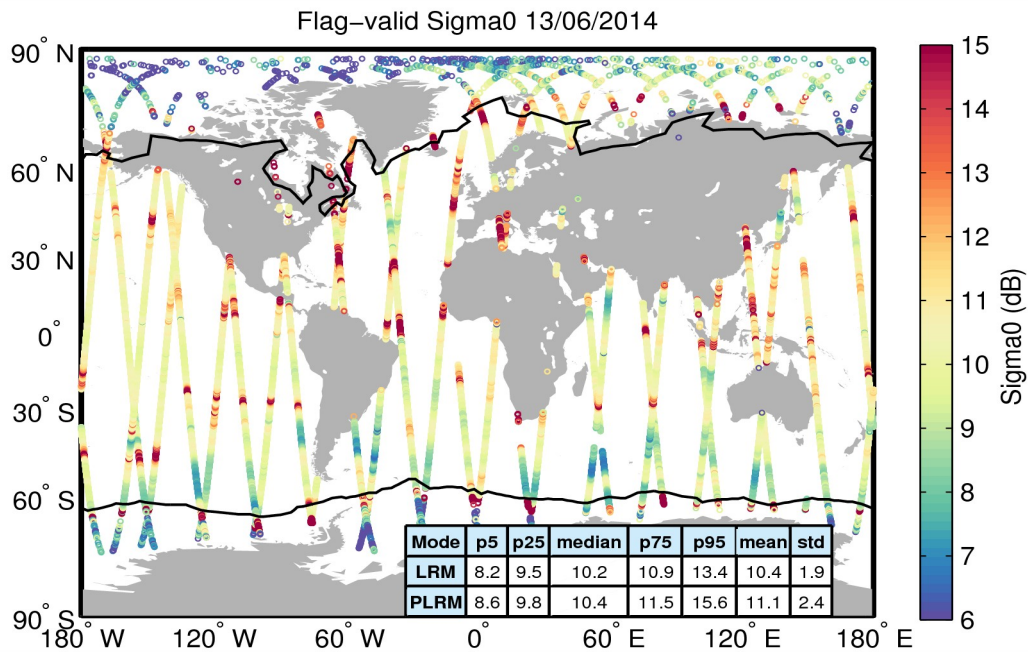 Flag−valid Sigma0 13/06/2014
90° N
60° N
30° N
0°
30° S
60° S
90° S
180° W
120° W
60° W
0°
60° E
120° E
180° E
Mode p5 p25 median p75 p95 mean std
LRM 8.2 9.5 10.2 10.9 13.4 10.4 1.9
PLRM 8.6 9.8 10.4 11.5 15.6 11.1 2.4
15
14
13
12
11
10
9
8
7
6
Sigma0 (dB)